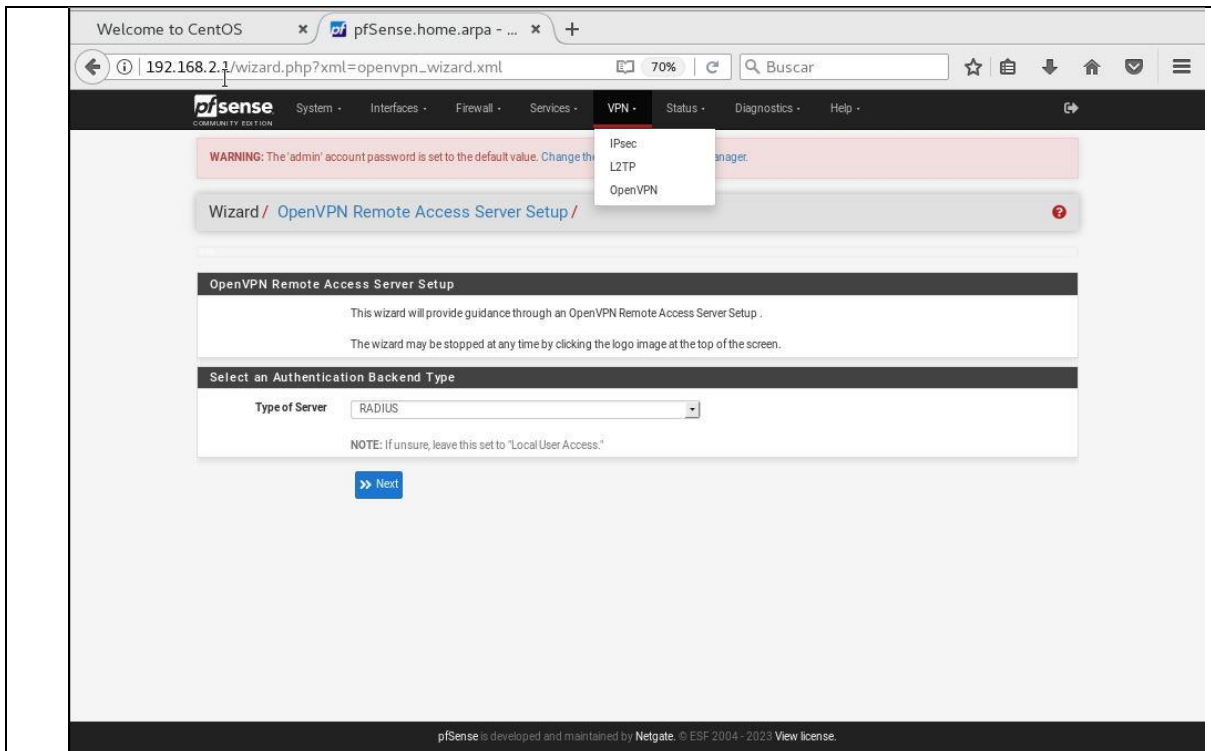 Welcome to CentOS
pfSense.home.arpa - ...
192.168.2.1/wizard.php?xml=openvpn_wizard.xml
70%
Buscar
pfsense
COMMUNITY EDITION
System
Interfaces
Firewall
Services
VPN
Status
Diagnostics
Help
IPsec
L2TP
OpenVPN
WARNING: The 'admin' account password is set to the default value. Change the anager.
Wizard / OpenVPN Remote Access Server Setup /
OpenVPN Remote Access Server Setup
This wizard will provide guidance through an OpenVPN Remote Access Server Setup .
The wizard may be stopped at any time by clicking the logo image at the top of the screen.
Select an Authentication Backend Type
Type of Server
RADIUS
NOTE: If unsure, leave this set to "Local User Access."
Next
pfSense is developed and maintained by Netgate. © ESF 2004 - 2023 View license.